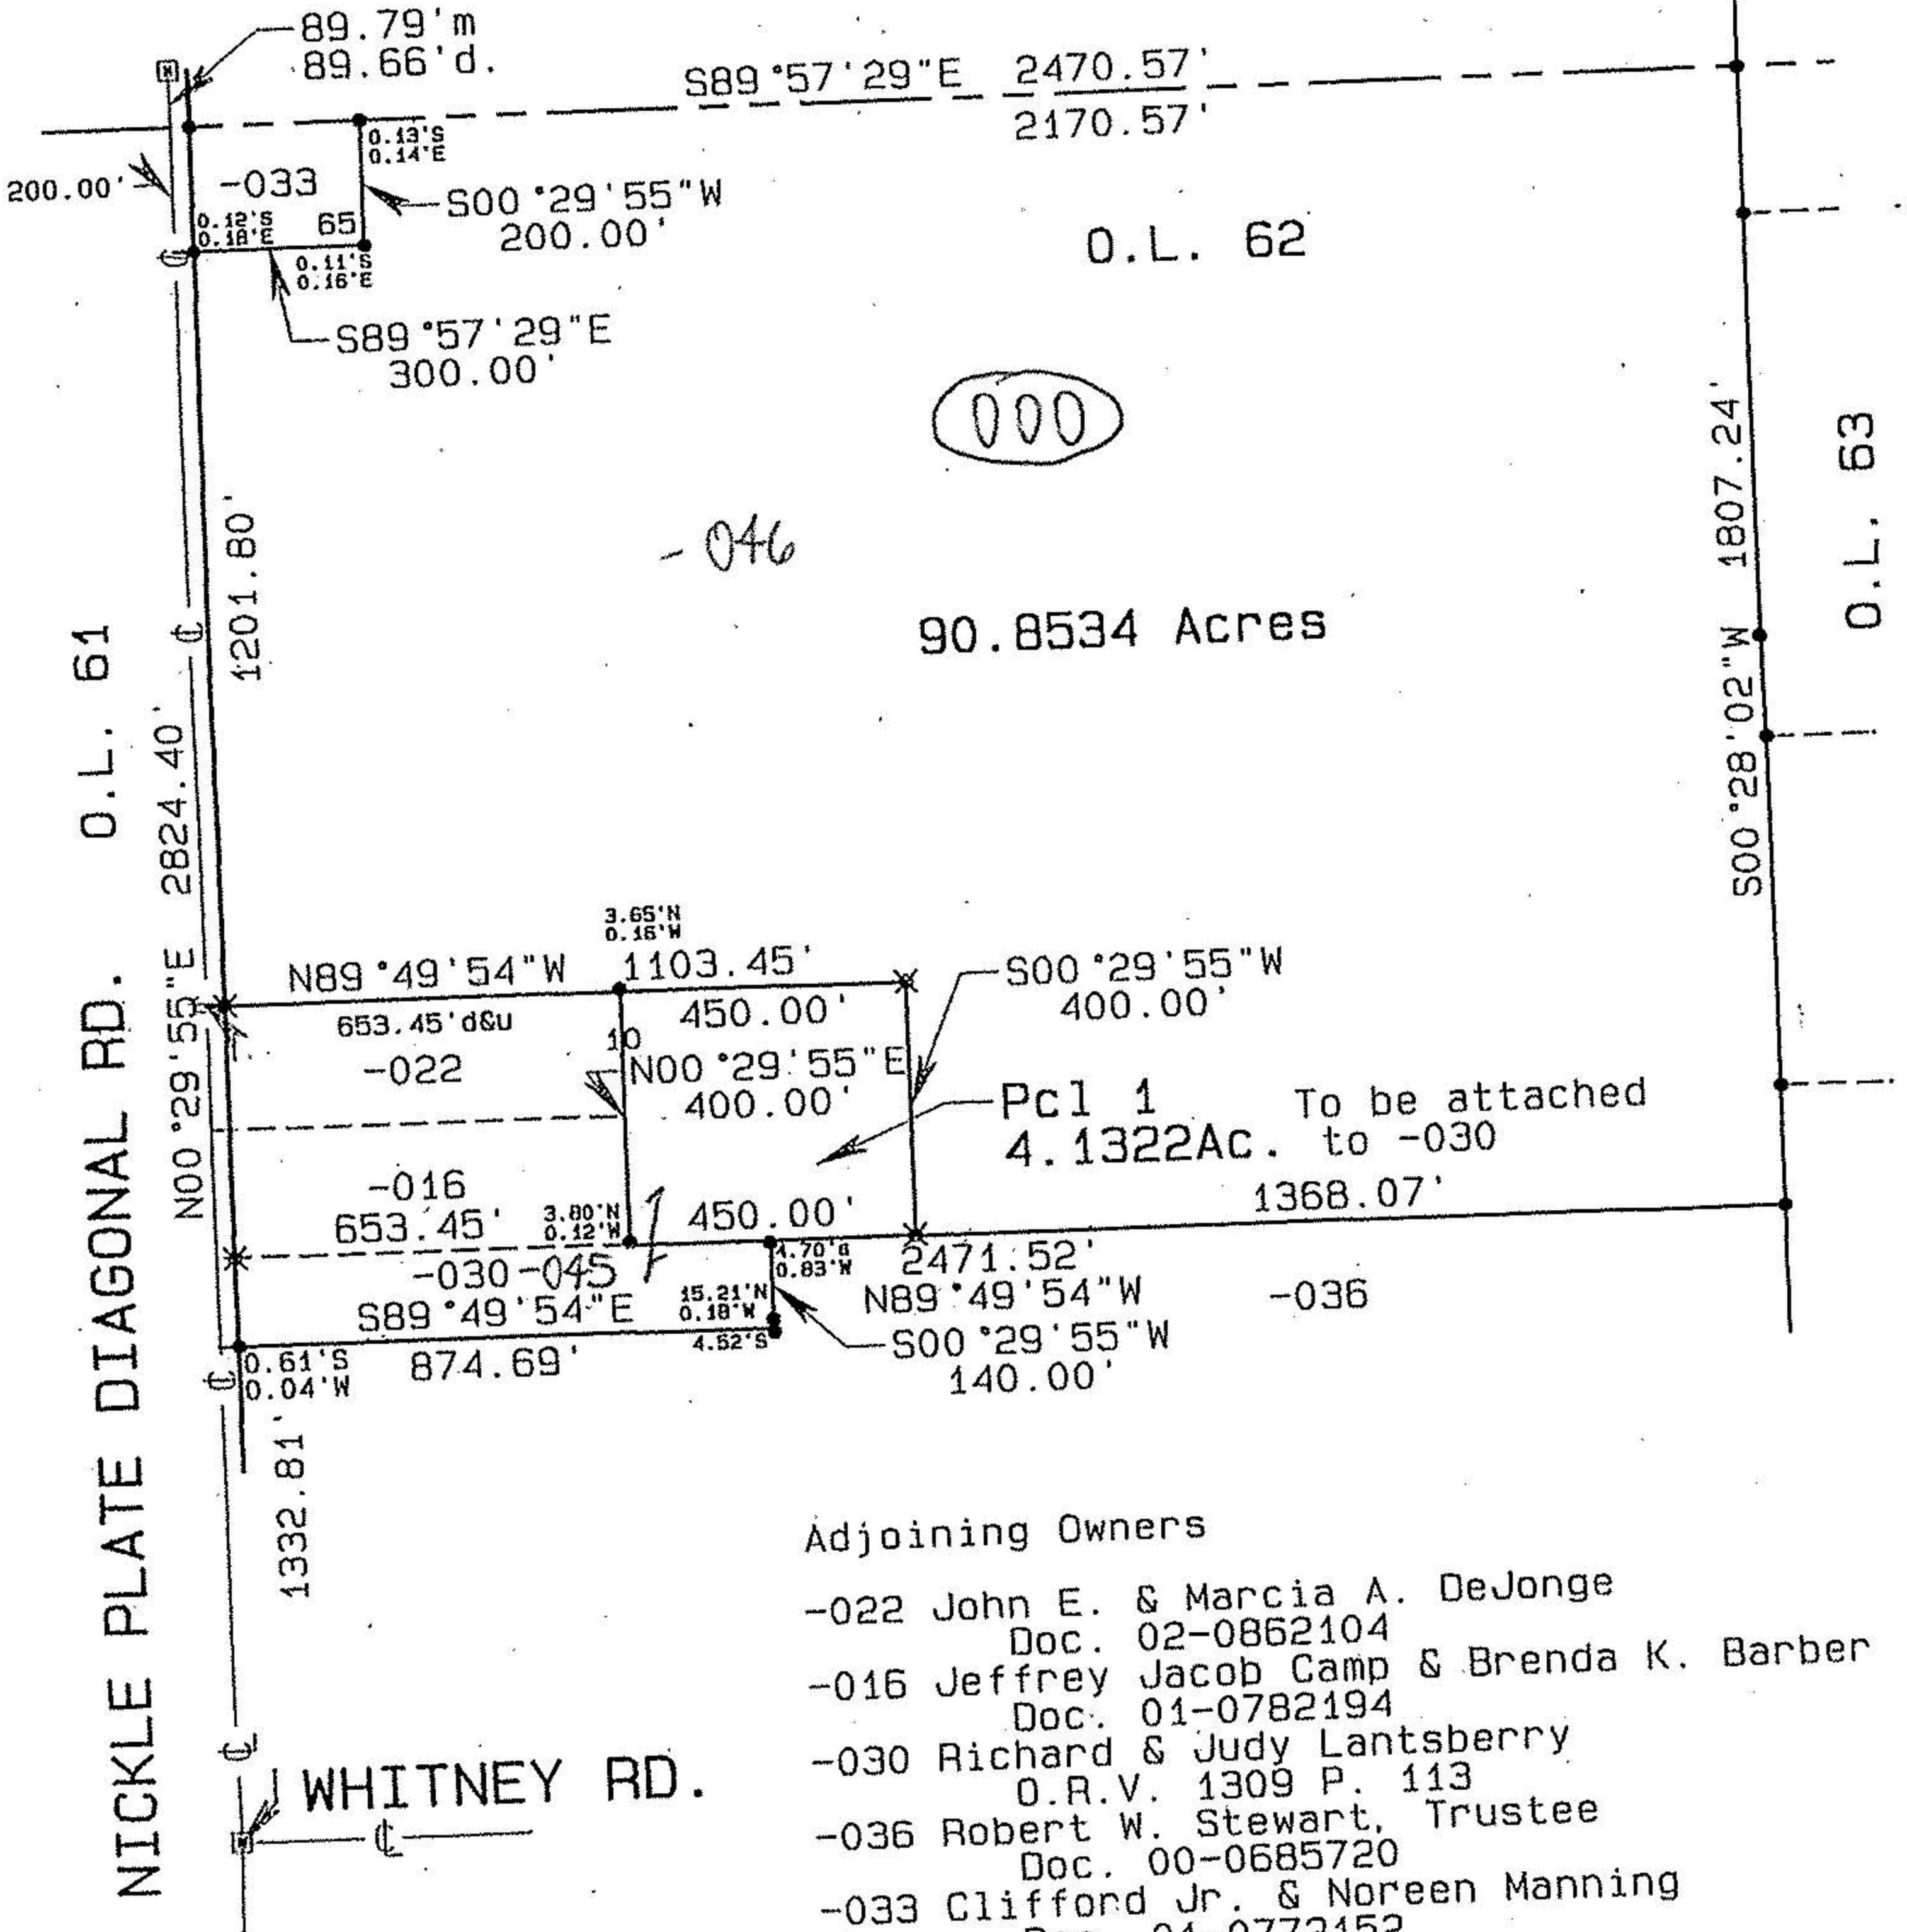 89.79'm
89.66'd.
S89°57'29"E 2470.57'
2170.57'
200.00'
-033
65
0.13'S
0.14'E
S00°29'55"W
200.00'
0.12'S
0.18'E
0.11'S
0.16'E
S89°57'29"E
300.00'
O.L. 62
000
-046
90.8534 Acres
1201.80'
O.L. 61
N00°29'55"E 2824.40'
NICKLE PLATE DIAGONAL RD.
S00°28'02"W 1807.24'
O.L. 63
3.65'N
0.16'W
N89°49'54"W 1103.45'
653.45'd&u
450.00'
S00°29'55"W
400.00'
10
-022
N00°29'55"E
400.00'
Pcl 1
4.1322Ac.
To be attached
to -030
-016
653.45'
3.80'N
0.12'W
1
450.00'
1368.07'
-030-045
0.83'W
2471.52'
N89°49'54"W
-036
S89°49'54"E
874.69'
15.21'N
0.18'W
4.52'S
S00°29'55"W
140.00'
0.61'S
0.04'W
1332.81'
WHITNEY RD.
Adjoining Owners
-022 John E. & Marcia A. DeJonge
Doc. 02-0862104
-016 Jeffrey Jacob Camp & Brenda K. Barber
Doc. 01-0782194
-030 Richard & Judy Lantsberry
O.R.V. 1309 P. 113
-036 Robert W. Stewart, Trustee
Doc. 00-0685720
-033 Clifford Jr. & Noreen Manning